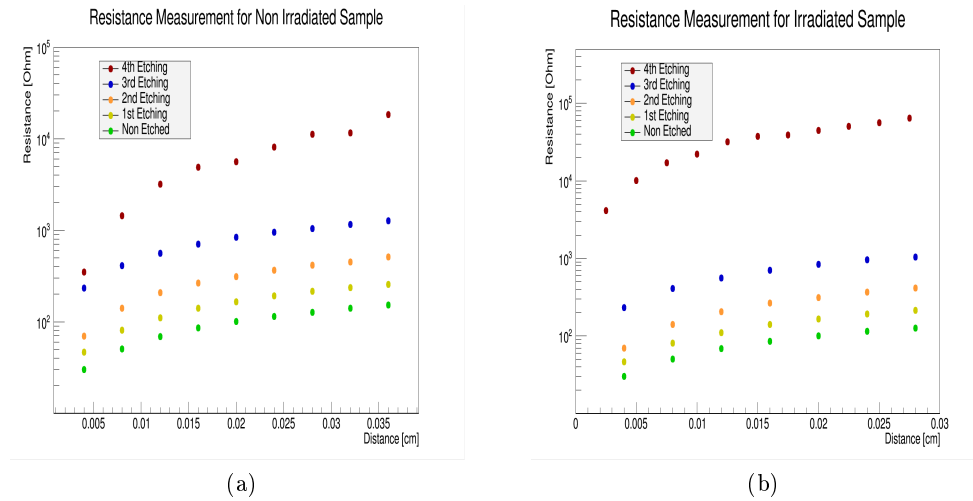 Resistance Measurement for Non Irradiated Sample
Resistance [Ohm]
10^5
10^4
10^3
10^2
4th Etching
3rd Etching
2nd Etching
1st Etching
Non Etched
0.005 0.01 0.015 0.02 0.025 0.03 0.035
Distance [cm]
(a)
Resistance Measurement for Irradiated Sample
Resistance [Ohm]
10^5
10^4
10^3
10^2
4th Etching
3rd Etching
2nd Etching
1st Etching
Non Etched
0 0.005 0.01 0.015 0.02 0.025 0.03
Distance [cm]
(b)